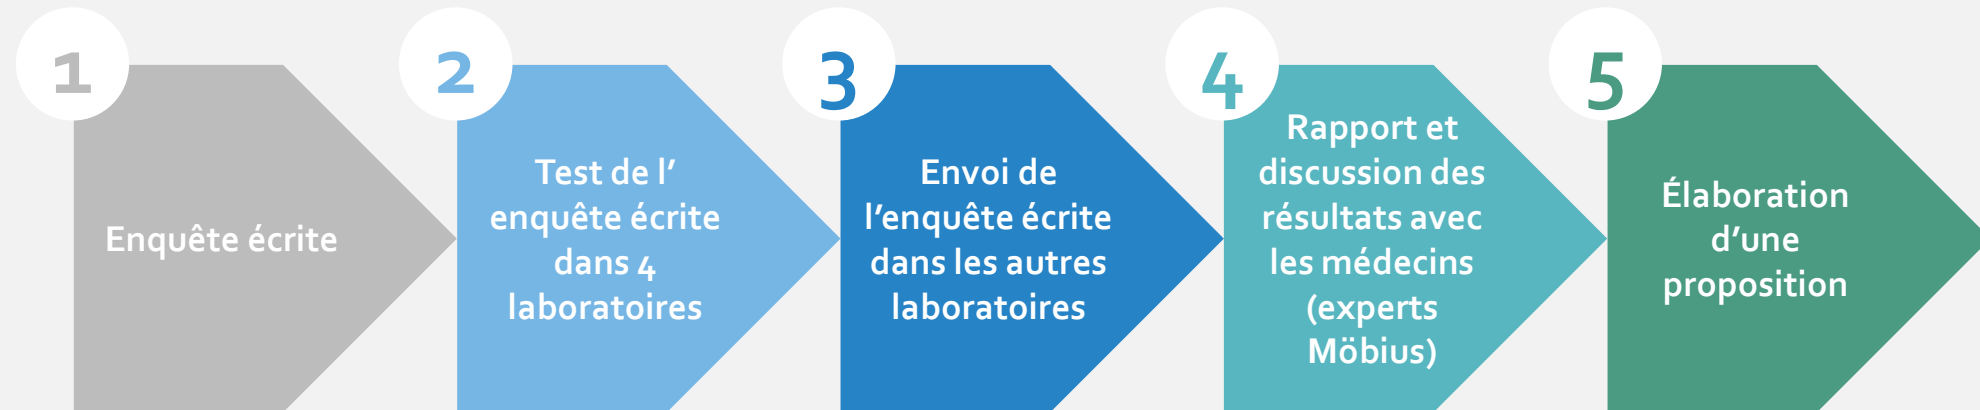 1
Enquête écrite
2
Test de l’
enquête écrite
dans 4
laboratoires
3
Envoi de
l’enquête écrite
dans les autres
laboratoires
4
Rapport et
discussion des
résultats avec
les médecins
(experts
Möbius)
5
Élaboration
d’une
proposition